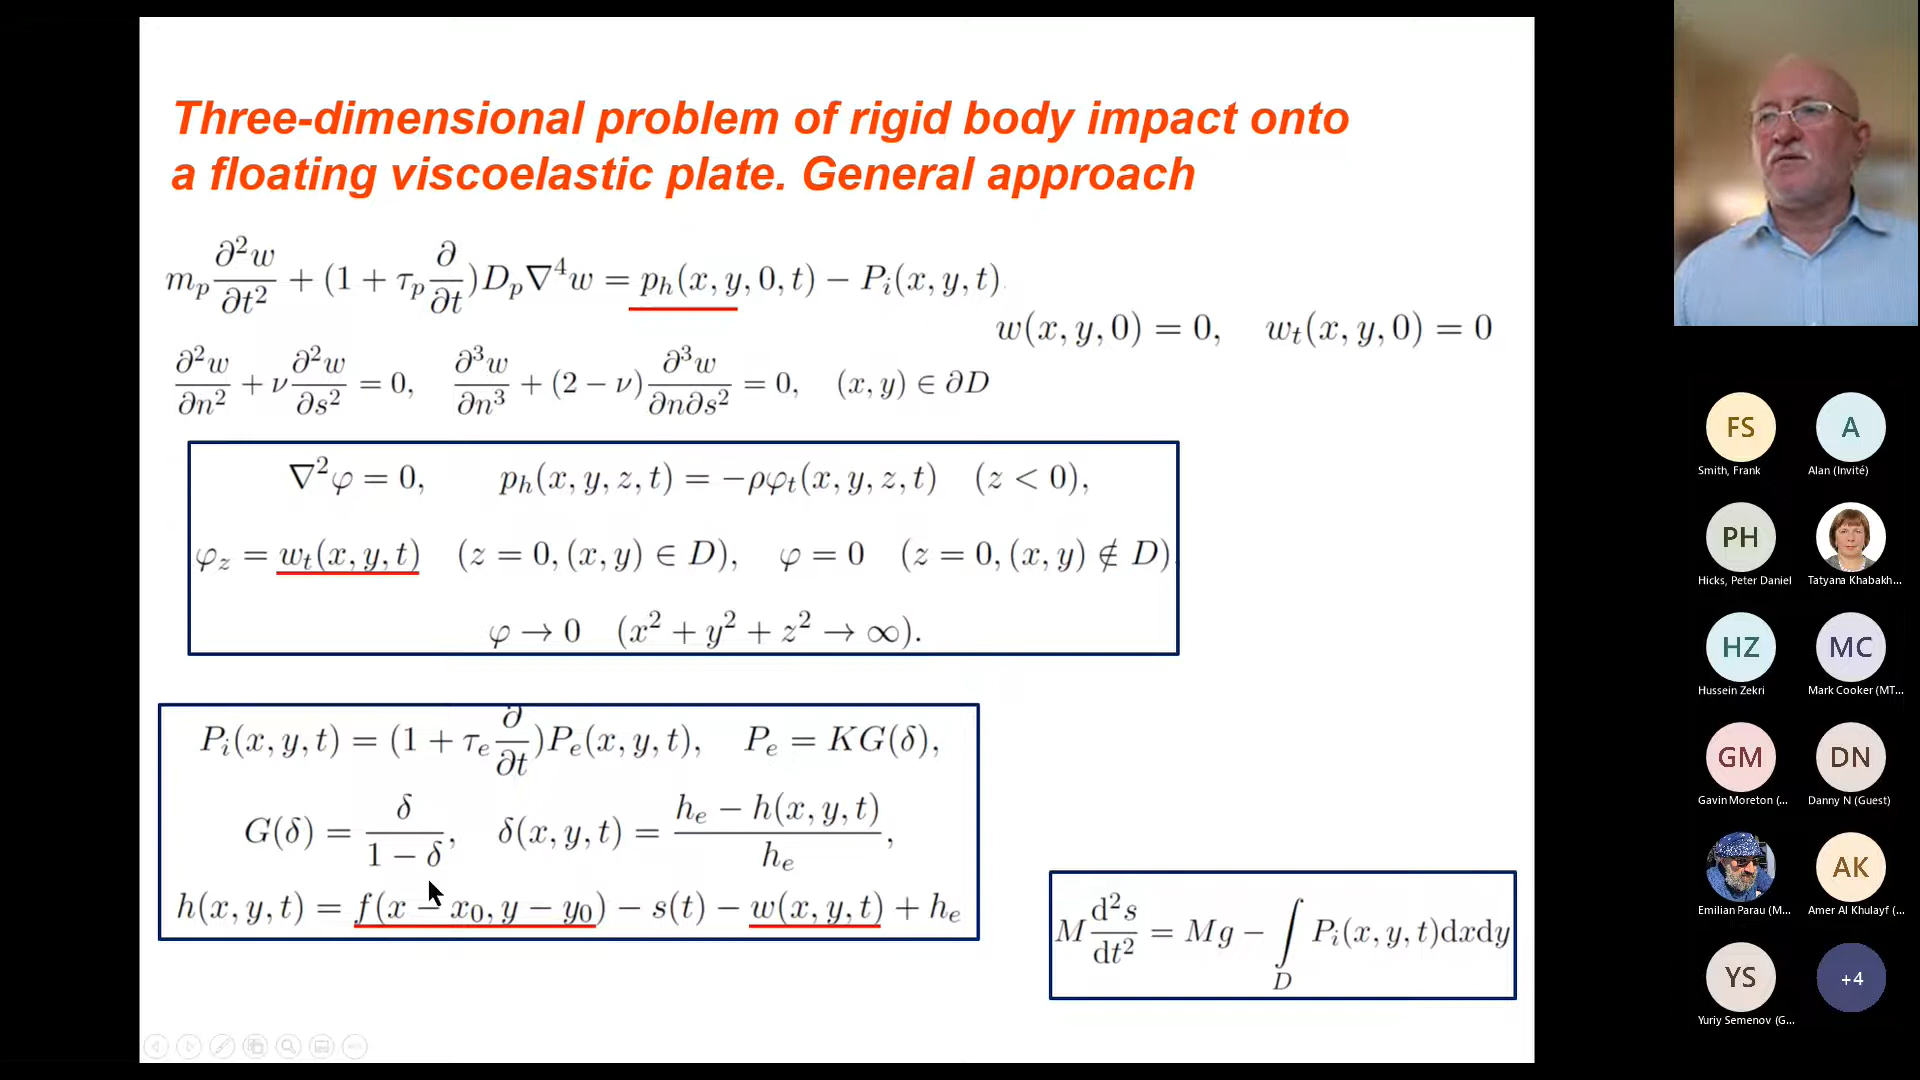 Three-dimensional problem of rigid body impact onto
a floating viscoelastic plate. General approach
m_p ∂²w/∂t² + (1 + τ_p ∂/∂t)D_p∇⁴w = p_h(x, y, 0, t) − P_i(x, y, t)
w(x, y, 0) = 0, w_t(x, y, 0) = 0
∂²w/∂n² + ν ∂²w/∂s² = 0, ∂³w/∂n³ + (2 − ν) ∂³w/∂n∂s² = 0, (x, y) ∈ ∂D
∇²φ = 0, p_h(x, y, z, t) = −ρφ_t(x, y, z, t) (z < 0),
φ_z = w_t(x, y, t) (z = 0, (x, y) ∈ D), φ = 0 (z = 0, (x, y) ∉ D)
φ → 0 (x² + y² + z² → ∞).
P_i(x, y, t) = (1 + τ_e ∂/∂t)P_e(x, y, t), P_e = KG(δ),
G(δ) = δ/(1 − δ), δ(x, y, t) = (h_e − h(x, y, t))/h_e,
h(x, y, t) = f(x − x₀, y − y₀) − s(t) − w(x, y, t) + h_e
M d²s/dt² = Mg − ∫_D P_i(x, y, t)dxdy
FS
Smith, Frank
A
Alan (Invité)
PH
Hicks, Peter Daniel
Tatyana Khabakh...
HZ
Hussein Zekri
MC
Mark Cooker (MT...
GM
Gavin Moreton (...
DN
Danny N (Guest)
Emilian Parau (M...
AK
Amer Al Khulayf (...
YS
Yuriy Semenov (G...
+4